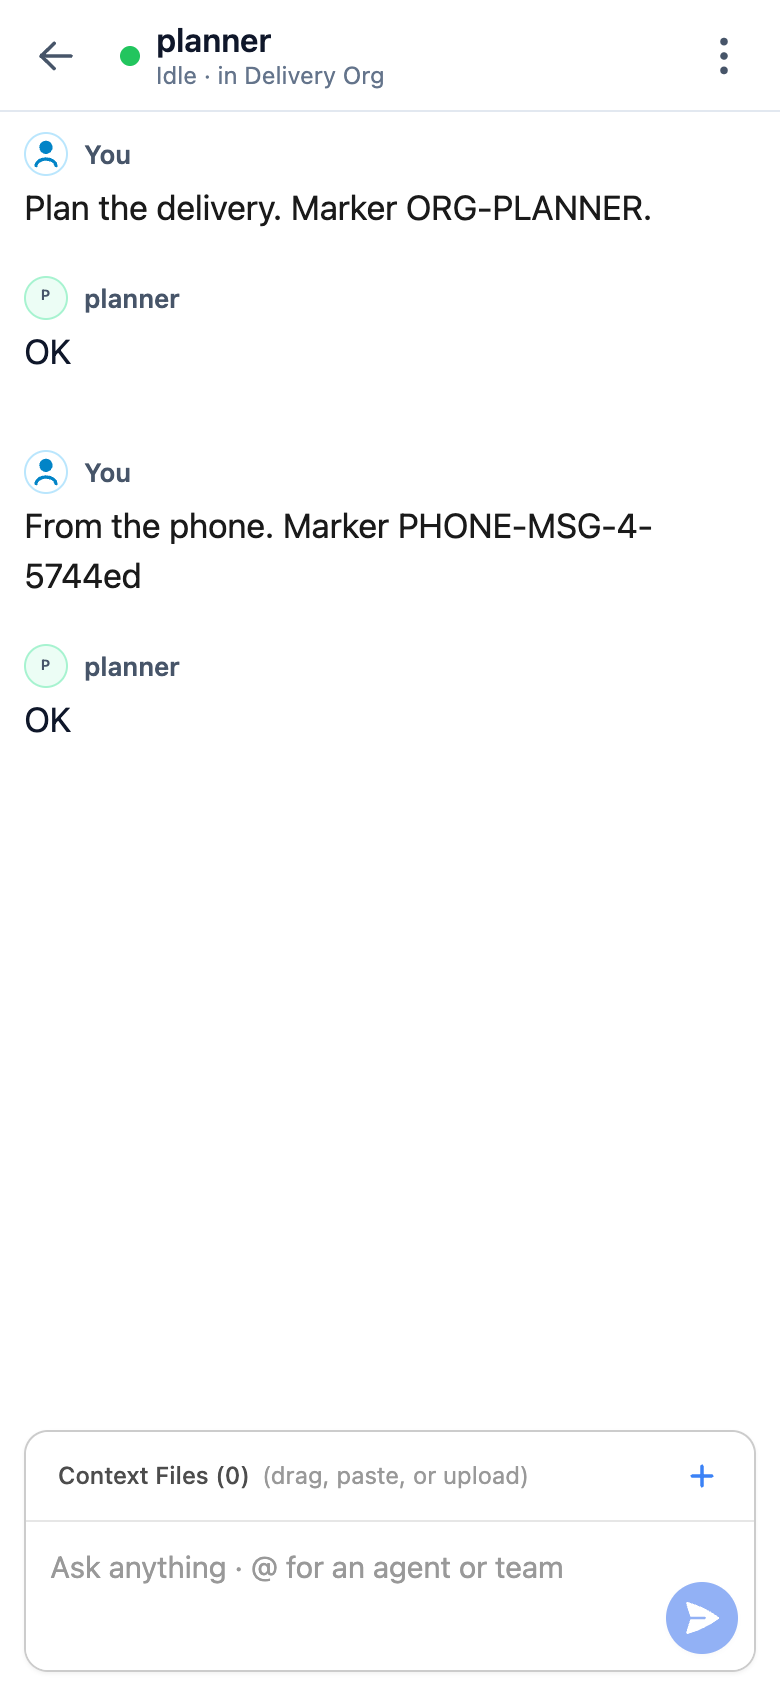 planner
Idle · in Delivery Org
You
Plan the delivery. Marker ORG-PLANNER.
P
planner
OK
You
From the phone. Marker PHONE-MSG-4-
5744ed
P
planner
OK
Context Files (0) (drag, paste, or upload)
Ask anything · @ for an agent or team